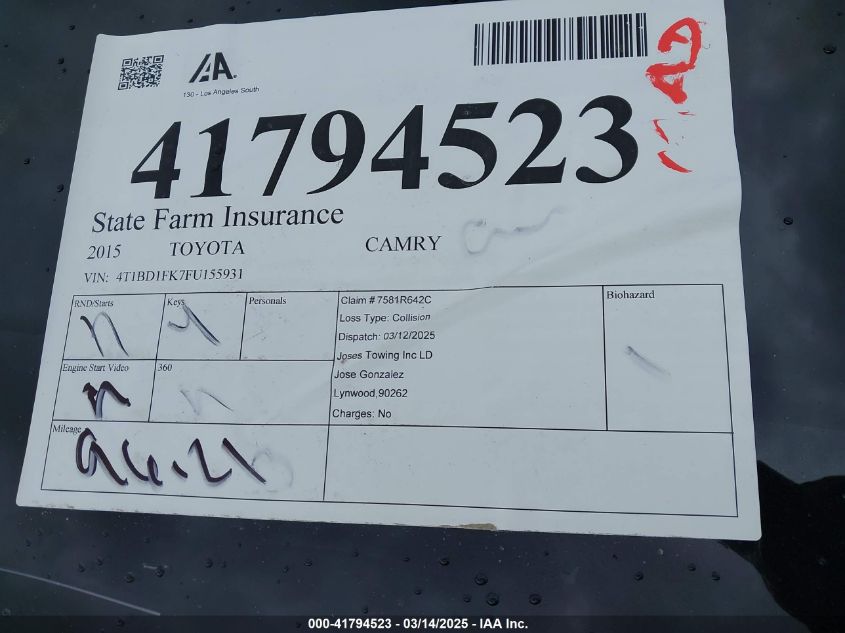 IAA.
130 - Los Angeles South
41794523
State Farm Insurance
2015 TOYOTA CAMRY
VIN: 4T1BD1FK7FU155931
RND/Starts
n
Keys
y
Personals
Engine Start Video
n
360
n
Mileage
Claim # 7581R642C
Loss Type: Collision
Dispatch: 03/12/2025
Joses Towing Inc LD
Jose Gonzalez
Lynwood,90262
Charges: No
Biohazard
000-41794523 - 03/14/2025 - IAA Inc.